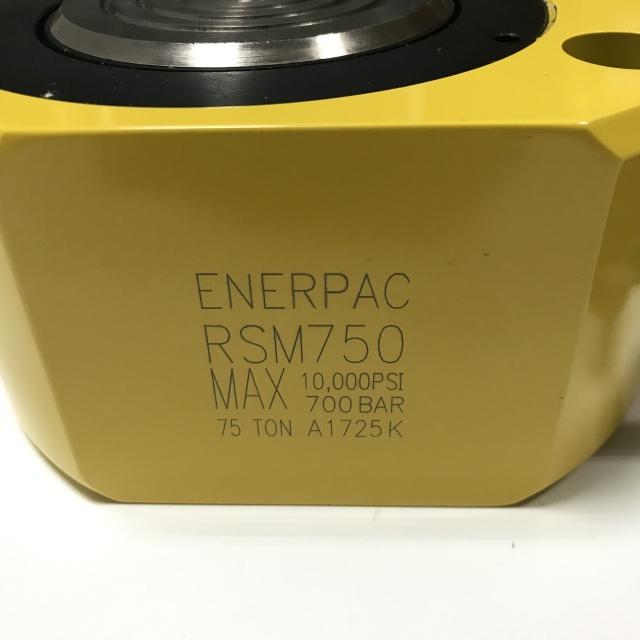 ENERPAC
RSM750
MAX 10,000PSI
700 BAR
75 TON A1725K